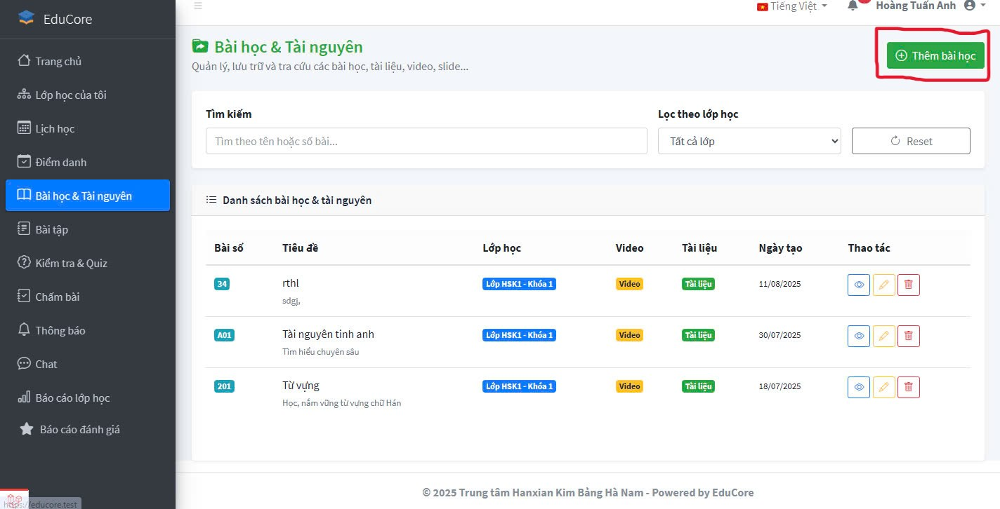 EduCore
Tiếng Việt
Hoàng Tuấn Anh
Trang chủ
Lớp học của tôi
Lịch học
Điểm danh
Bài học & Tài nguyên
Bài tập
Kiểm tra & Quiz
Chấm bài
Thông báo
Chat
Báo cáo lớp học
Báo cáo đánh giá
https://educore.test
Bài học & Tài nguyên
Quản lý, lưu trữ và tra cứu các bài học, tài liệu, video, slide...
Thêm bài học
Tìm kiếm
Lọc theo lớp học
Tìm theo tên hoặc số bài...
Tất cả lớp
Reset
Danh sách bài học & tài nguyên
Bài số Tiêu đề Lớp học Video Tài liệu Ngày tạo Thao tác
34 rthl Lớp HSK1 - Khóa 1 Video Tài liệu 11/08/2025
sdgj,
A01 Tài nguyên tinh anh Lớp HSK1 - Khóa 1 Video Tài liệu 30/07/2025
Tìm hiểu chuyên sâu
201 Từ vựng Lớp HSK1 - Khóa 1 Video Tài liệu 18/07/2025
Học, nắm vững từ vựng chữ Hán
© 2025 Trung tâm Hanxian Kim Bảng Hà Nam - Powered by EduCore